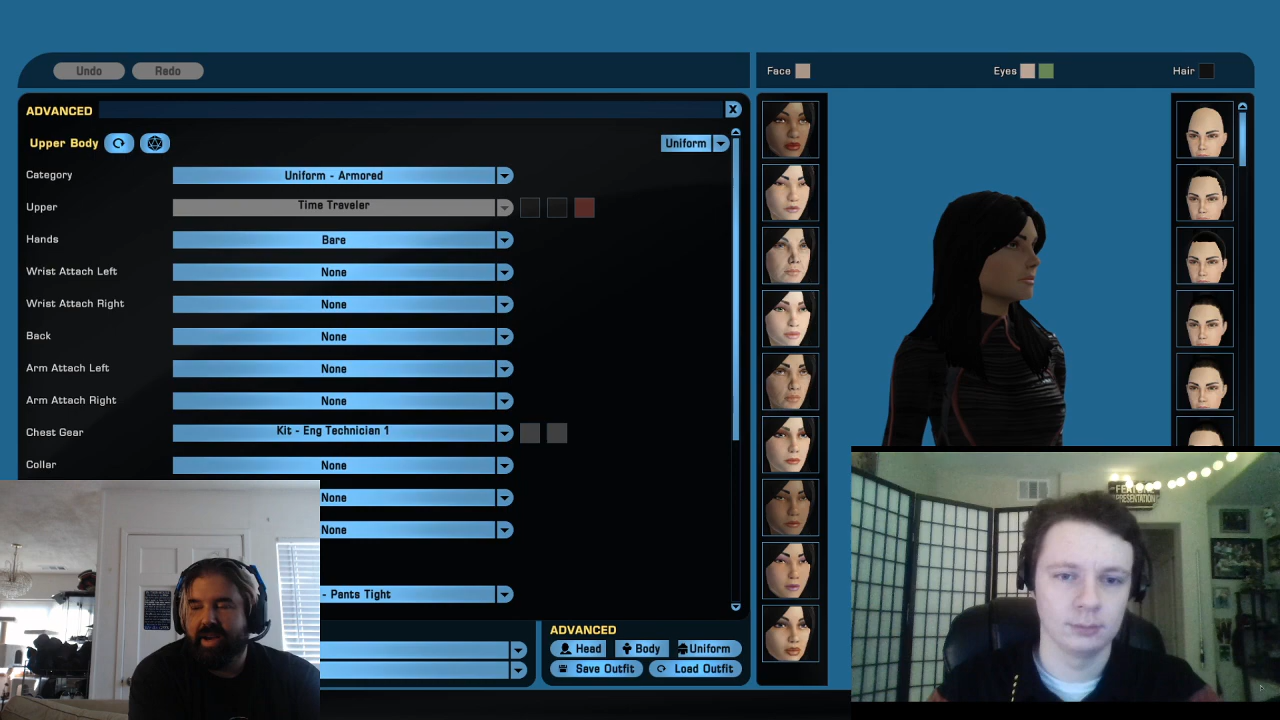 Undo
Redo
Face
Eyes
Hair
ADVANCED
X
Upper Body
Uniform
Category
Uniform - Armored
Upper
Time Traveler
Hands
Bare
Wrist Attach Left
None
Wrist Attach Right
None
Back
None
Arm Attach Left
None
Arm Attach Right
None
Chest Gear
Kit - Eng Technician 1
Collar
None
None
None
- Pants Tight
ADVANCED
Head
Body
Uniform
Save Outfit
Load Outfit